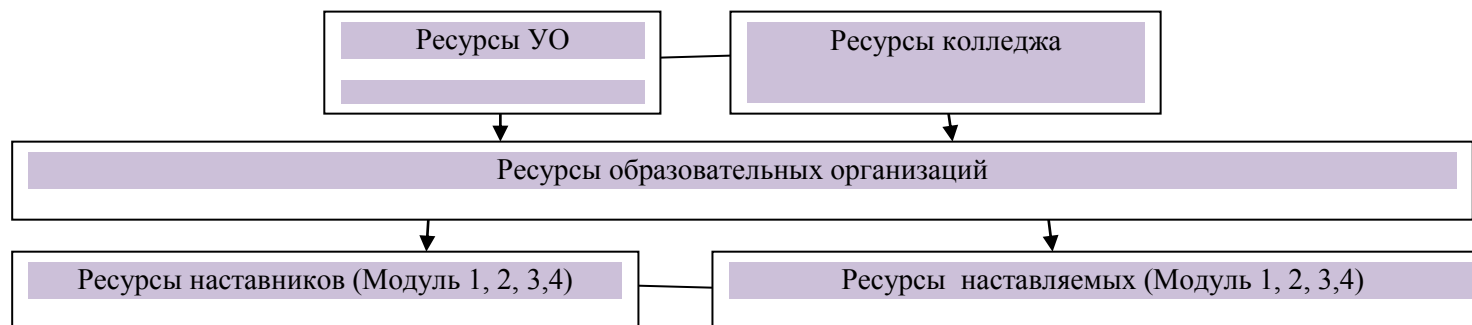 Ресурсы УО
Ресурсы колледжа
Ресурсы образовательных организаций
Ресурсы наставников (Модуль 1, 2, 3,4)
Ресурсы  наставляемых (Модуль 1, 2, 3,4)